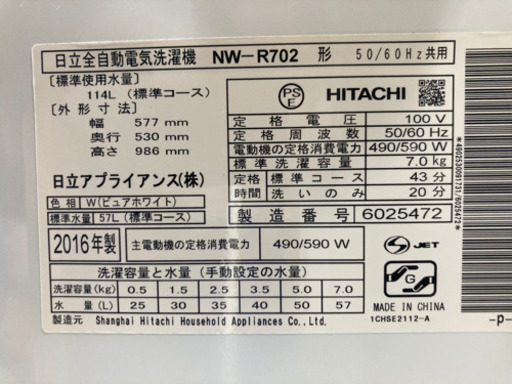 日立全自動電気洗濯機 NW-R702 形 50/60Hz共用
〔標準使用水量〕
114L (標準コース)
〔外形寸法〕
幅 577 mm
奥行 530 mm
高さ 986 mm
日立アプライアンス(株)
色相 W(ピュアホワイト)
標準水量 57L (標準コース)
PSE HITACHI
定格電圧 100 V
定格周波数 50/60 Hz
電動機の定格消費電力 490/590 W
標準洗濯容量 7.0kg
定格時間 標準コース 43分
洗いのみ 20分
製造番号 6025472
2016年製 主電動機の定格消費電力 490/590 W
S JET
洗濯容量と水量 (手動設定の水量)
洗濯容量(kg) 0.5 1.5 2.5 3.5 5.0 7.0
水量(L) 25 30 35 40 50 57
G
MADE IN CHINA
製造元 Shanghai Hitachi Household Appliances Co., Ltd.
1CHSE2112-A
*4902530091731/6025472*
-p-